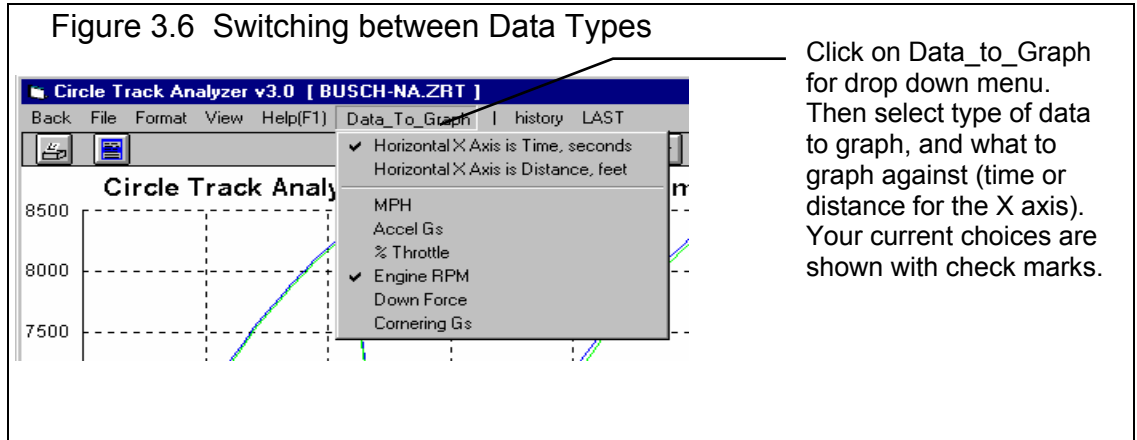 Figure 3.6  Switching between Data Types
Click on Data_to_Graph
for drop down menu.
Then select type of data
to graph, and what to
graph against (time or
distance for the X axis).
Your current choices are
shown with check marks.
Circle Track Analyzer v3.0 [ BUSCH-NA.ZRT ]
Back File Format View Help(F1) Data_To_Graph | history LAST
Horizontal X Axis is Time, seconds
Horizontal X Axis is Distance, feet
MPH
Accel Gs
% Throttle
Engine RPM
Down Force
Cornering Gs
Circle Track Analy
8500
8000
7500